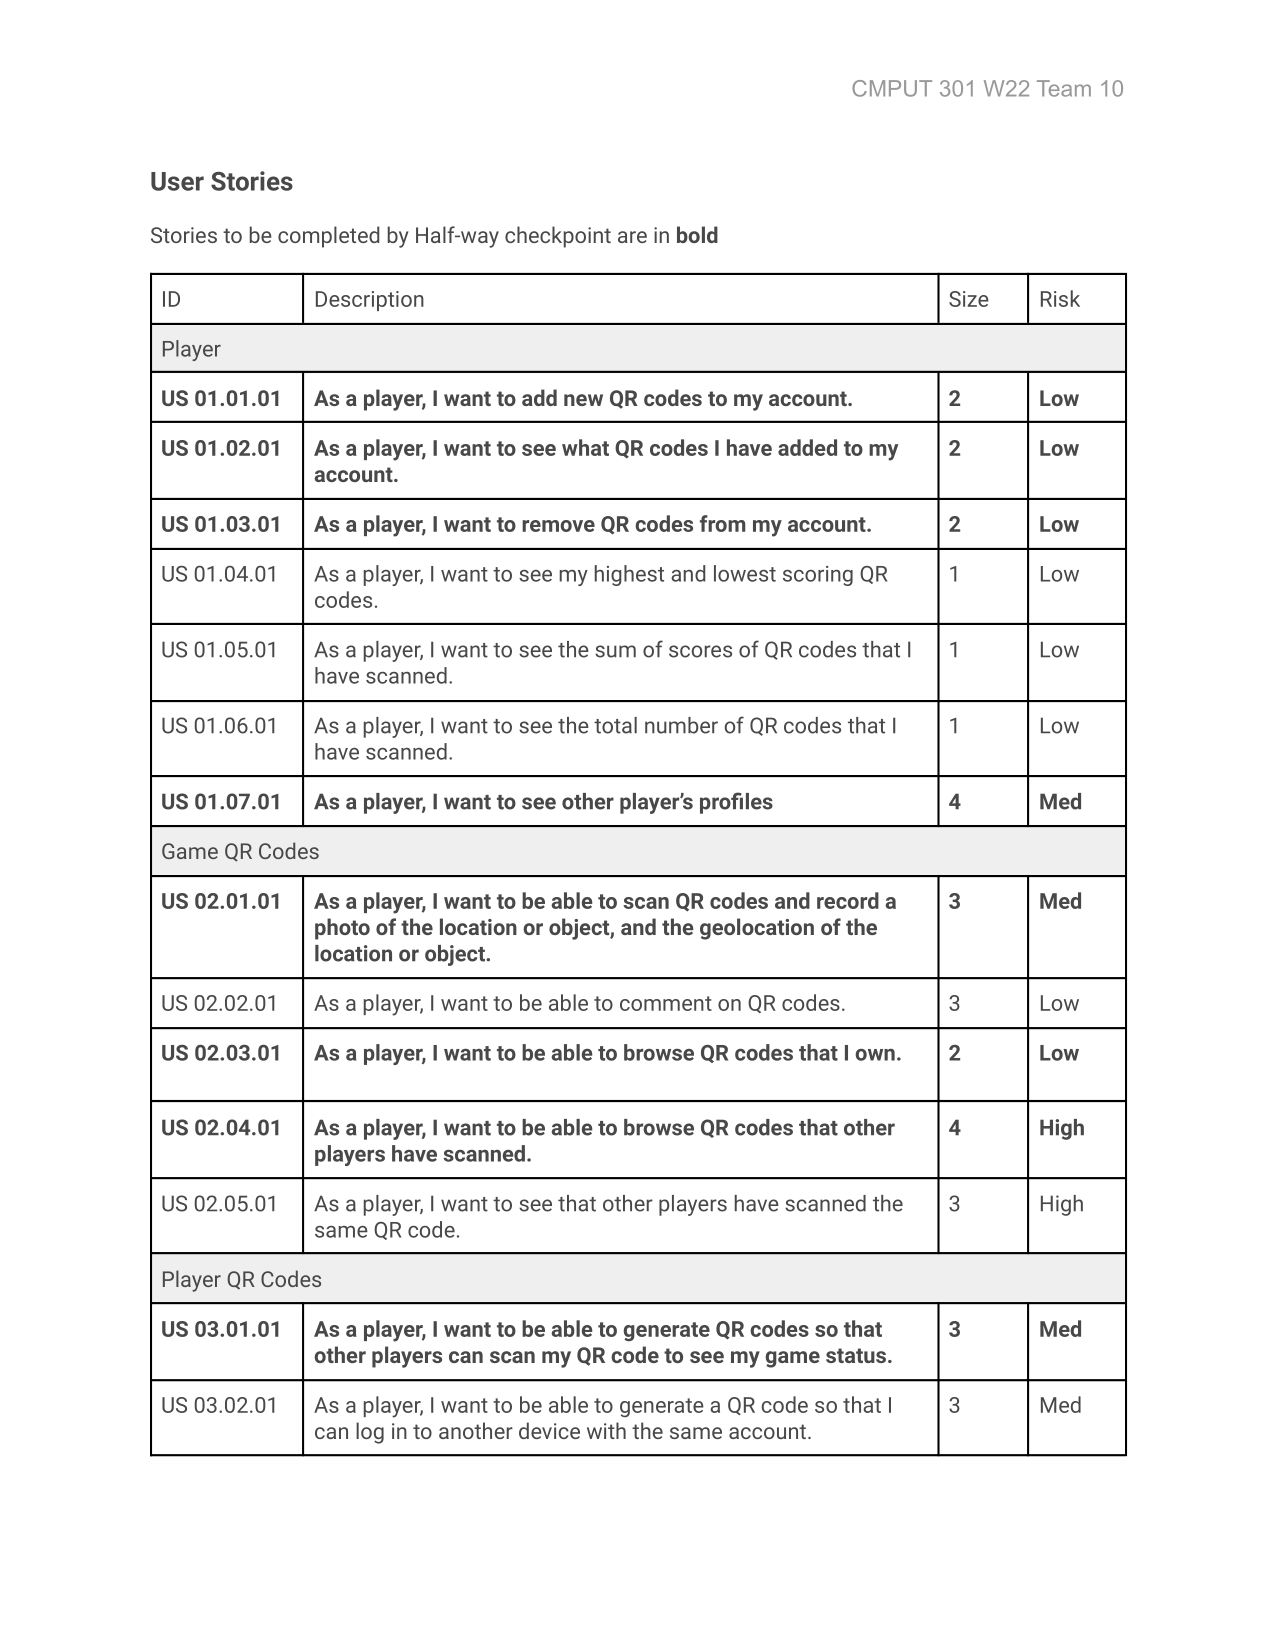 CMPUT 301 W22 Team 10
User Stories
Stories to be completed by Half-way checkpoint are in bold
ID Description Size Risk
Player
US 01.01.01 As a player, I want to add new QR codes to my account. 2 Low
US 01.02.01 As a player, I want to see what QR codes I have added to my 2 Low
account.
US 01.03.01 As a player, I want to remove QR codes from my account. 2 Low
US 01.04.01 As a player, I want to see my highest and lowest scoring QR 1 Low
codes.
US 01.05.01 As a player, I want to see the sum of scores of QR codes that I 1 Low
have scanned.
US 01.06.01 As a player, I want to see the total number of QR codes that I 1 Low
have scanned.
US 01.07.01 As a player, I want to see other player’s profiles 4 Med
Game QR Codes
US 02.01.01 As a player, I want to be able to scan QR codes and record a 3 Med
photo of the location or object, and the geolocation of the
location or object.
US 02.02.01 As a player, I want to be able to comment on QR codes. 3 Low
US 02.03.01 As a player, I want to be able to browse QR codes that I own. 2 Low
US 02.04.01 As a player, I want to be able to browse QR codes that other 4 High
players have scanned.
US 02.05.01 As a player, I want to see that other players have scanned the 3 High
same QR code.
Player QR Codes
US 03.01.01 As a player, I want to be able to generate QR codes so that 3 Med
other players can scan my QR code to see my game status.
US 03.02.01 As a player, I want to be able to generate a QR code so that I 3 Med
can log in to another device with the same account.